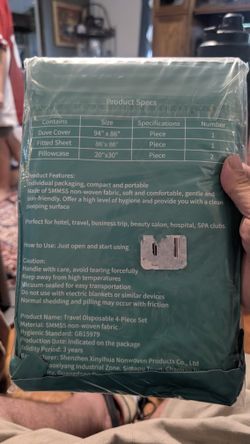 Product Specs
Contains Size Specifications Number
Duve Cover 94" x 86" Piece
Fitted Sheet 86"x86" Piece 1
Pillowcase 20"x30" Piece 2
Product Features:
Individual packaging, compact and portable
Made of SMMSS non-woven fabric, soft and comfortable, gentle and
skin-friendly. Offer a high level of hygiene and provide you with a clean
sleeping surface
Perfect for hotel, travel, business trip, beauty salon, hospital, SPA clubs
How to Use: Just open and start using
Caution:
Handle with care, avoid tearing forcefully
Keep away from high temperatures
Vacuum-sealed for easy transportation
Do not use with electric blankets or similar devices
Normal shedding and pilling may occur with friction
Product Name: Travel Disposable 4-Piece Set
Material: SMMSS non-woven fabric
Hygienic Standard: GB15979
Production Date: Indicated on the package
Validity Period: 3 years
Shenzhen Xinyihua Nonwoven Products Co., Ltd
Industrial Zone,